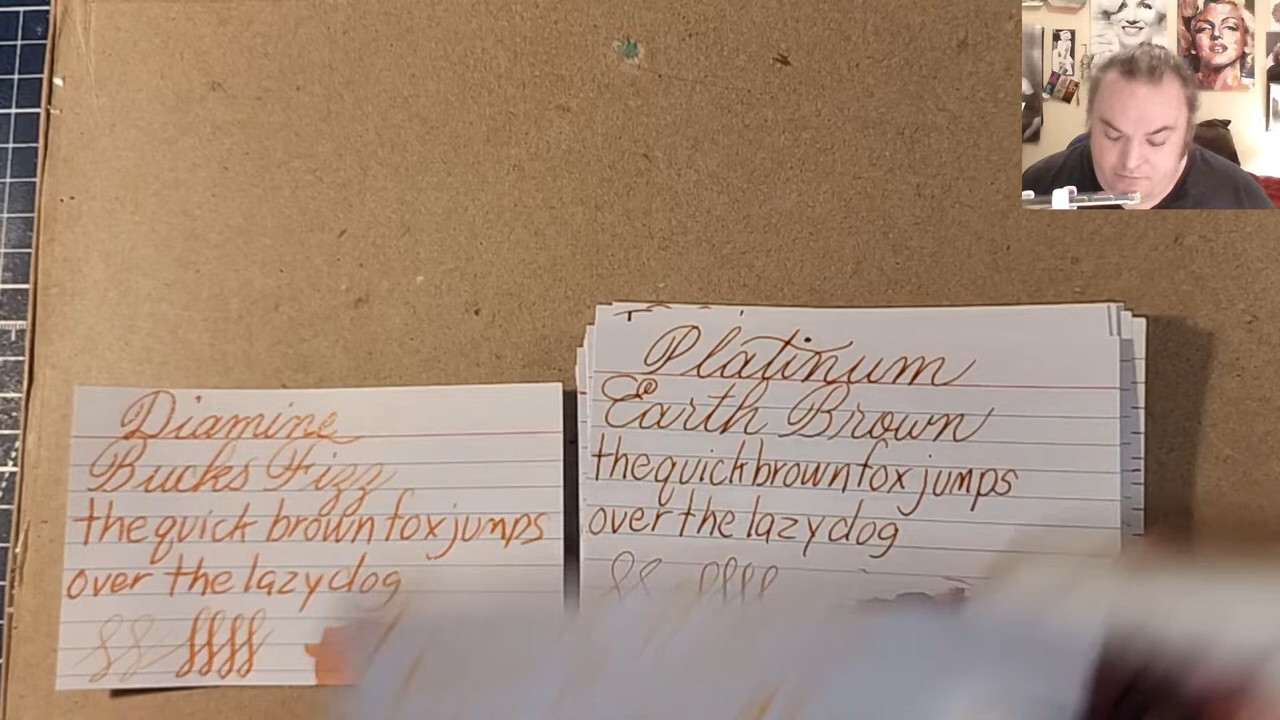 Diamine
Bucks Fizz
the quick brown fox jumps
over the lazy dog
Platinum
Earth Brown
the quick brown fox jumps
over the lazy dog